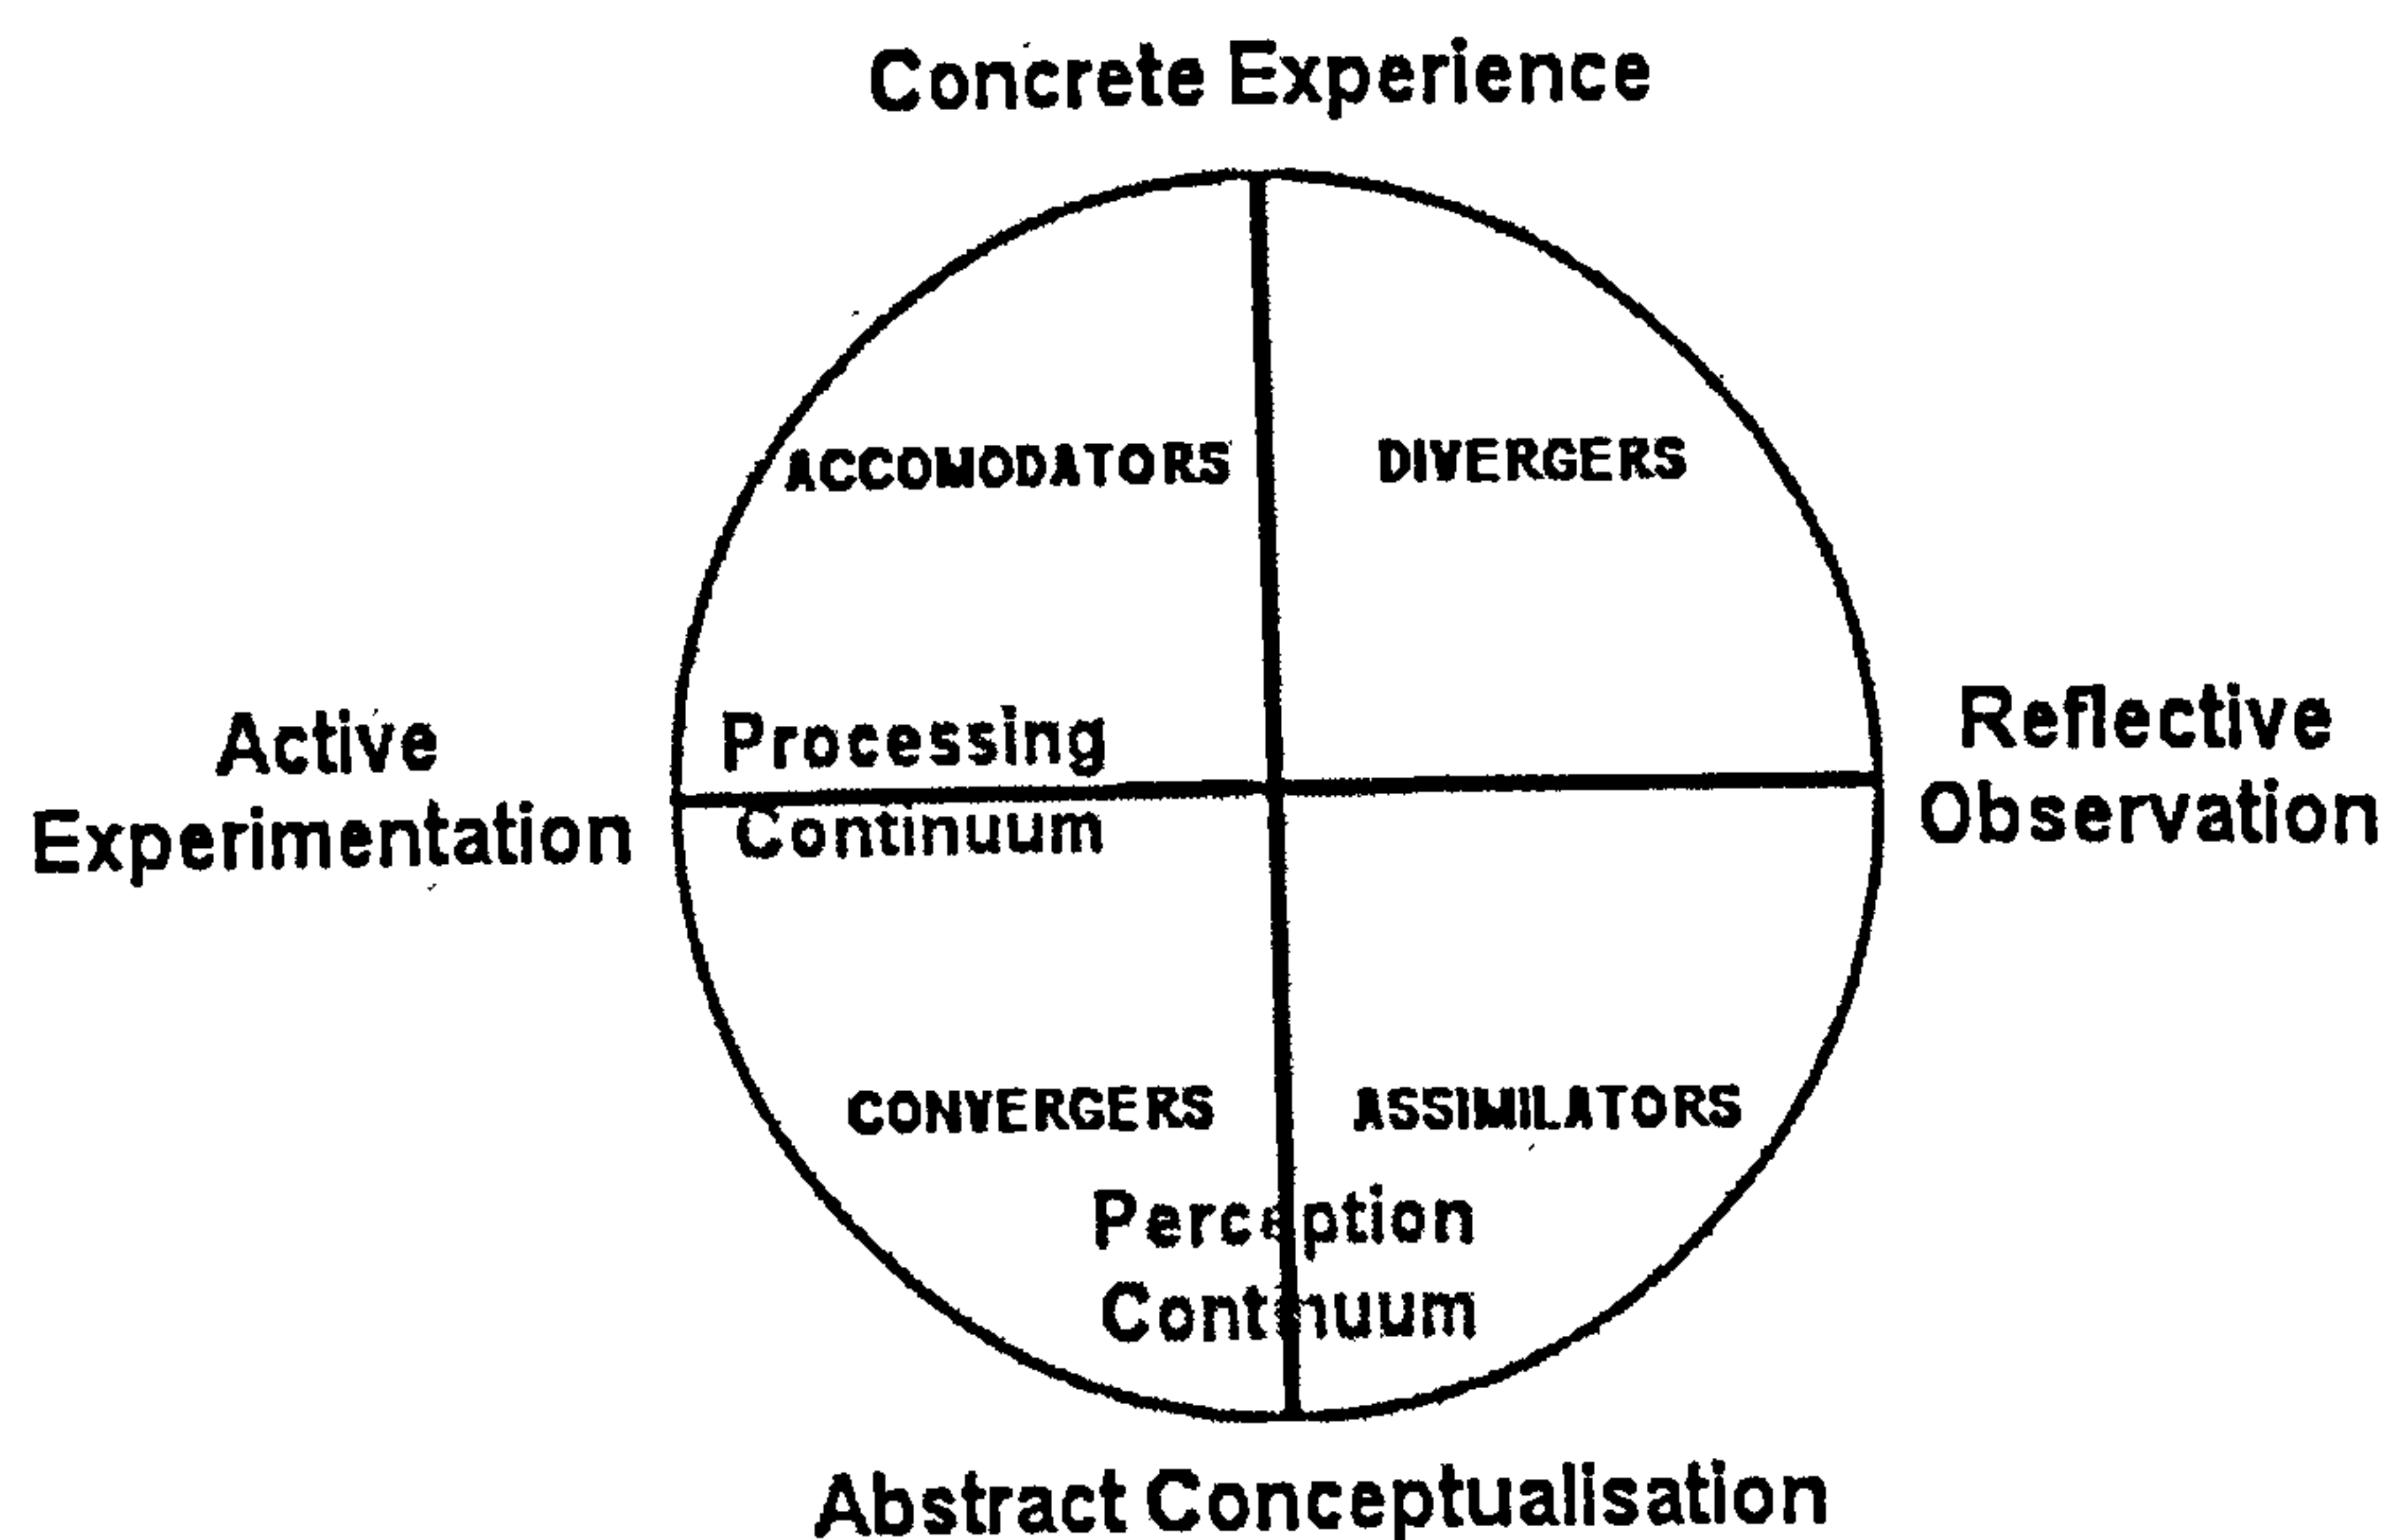 Concrete Experience
ACCOMODATORS DIVERGERS
Active
Experimentation
Processing
Continuum
Reflective
Observation
CONVERGERS ASSIMILATORS
Perception
Continuum
Abstract Conceptualisation